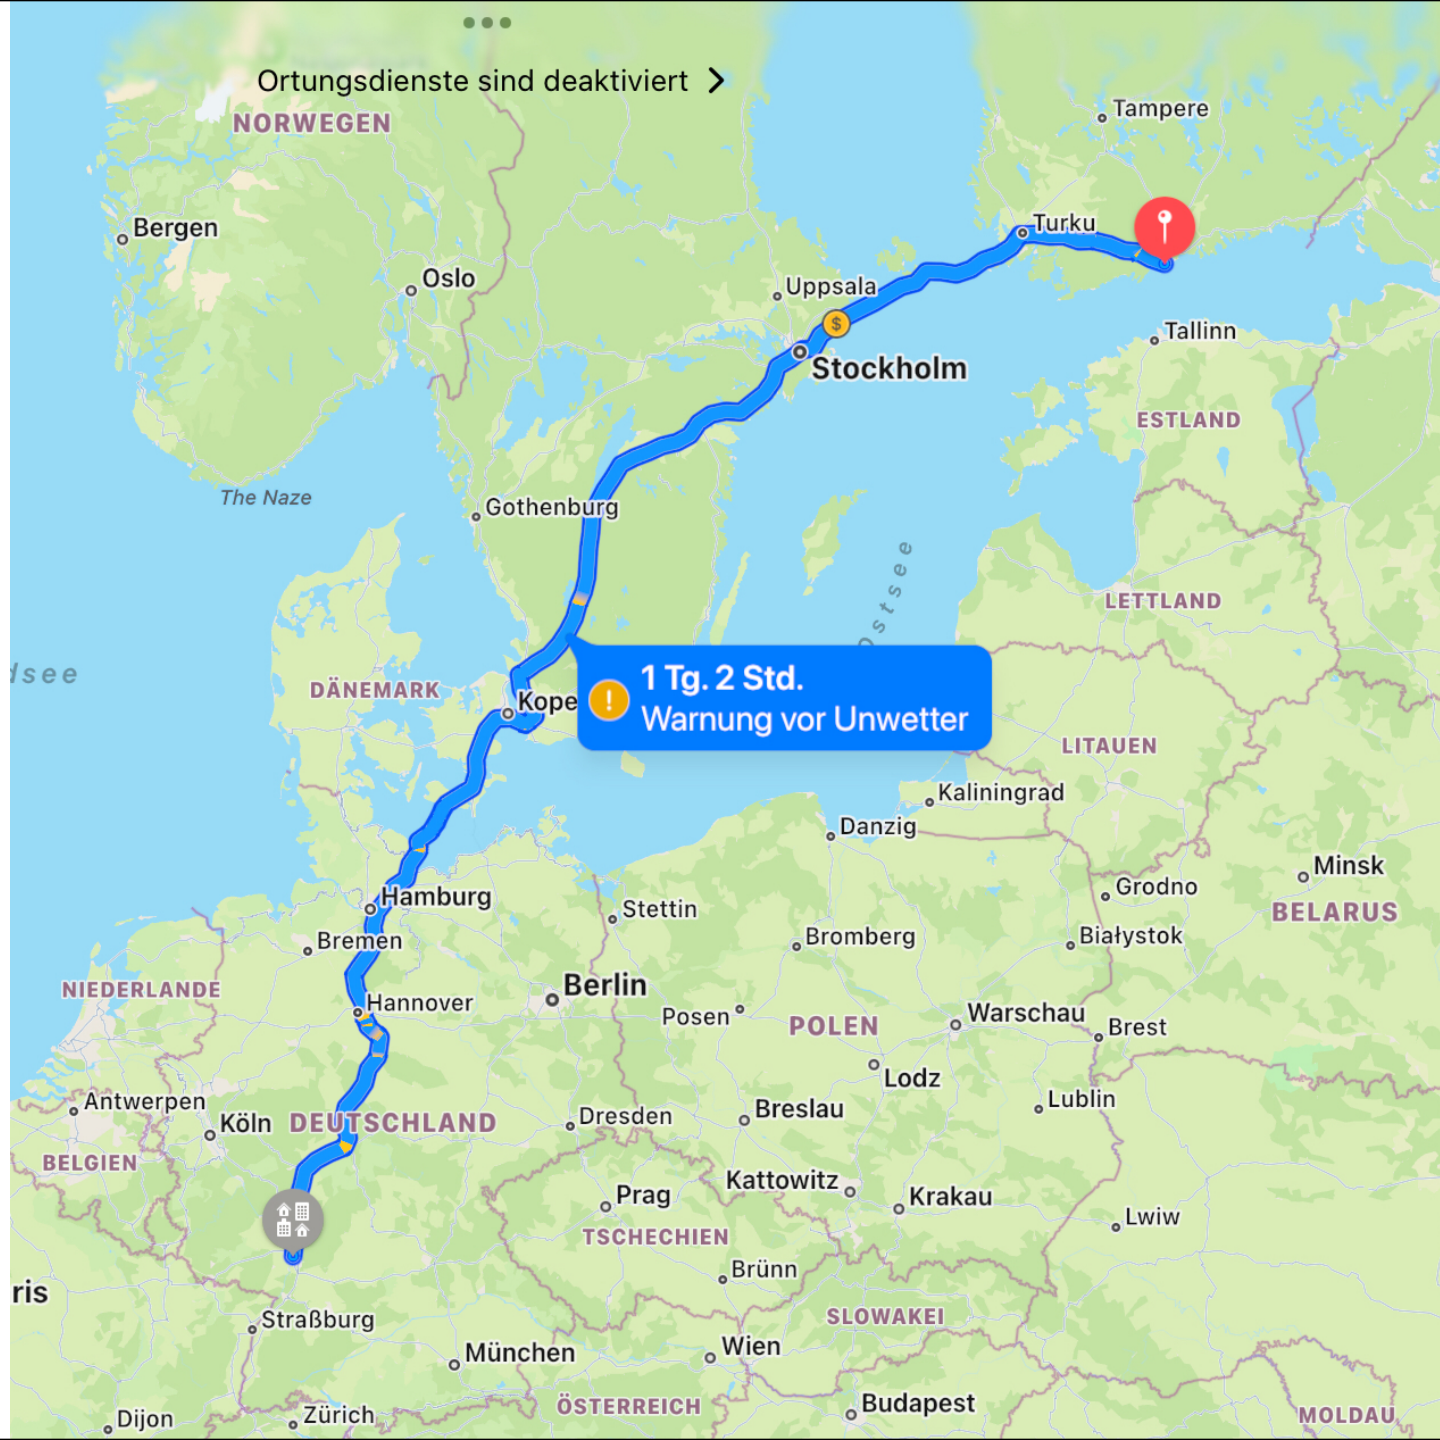 Ortungsdienste sind deaktiviert
NORWEGEN
Tampere
Bergen
Turku
Oslo
Uppsala
$
Tallinn
Stockholm
ESTLAND
The Naze
Gothenburg
Ostsee
LETTLAND
dsee
1 Tg. 2 Std.
DÄNEMARK
Kope
!
Warnung vor Unwetter
LITAUEN
Kaliningrad
Danzig
Minsk
Grodno
Hamburg
Stettin
BELARUS
Bremen
Bromberg
Białystok
NIEDERLANDE
Berlin
Hannover
Posen
POLEN
Warschau
Brest
Lodz
Antwerpen
Köln
DEUTSCHLAND
Dresden
Breslau
Lublin
BELGIEN
Kattowitz
Prag
Krakau
Lwiw
TSCHECHIEN
Brünn
ris
Straßburg
SLOWAKEI
München
Wien
ÖSTERREICH
Budapest
Dijon
Zürich
MOLDAU